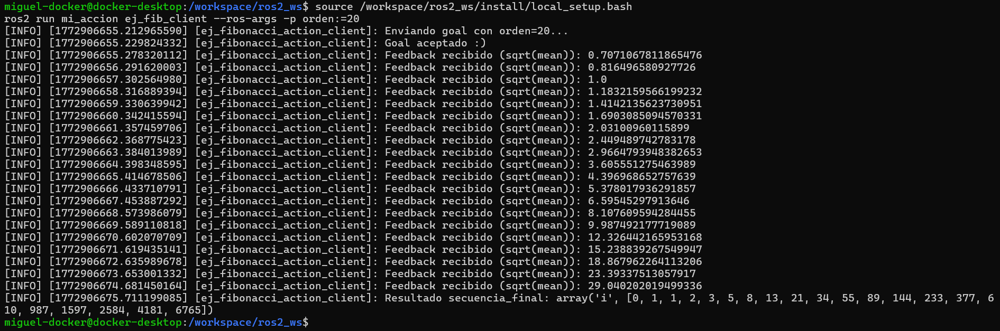 miguel-docker@docker-desktop:/workspace/ros2_ws$ source /workspace/ros2_ws/install/local_setup.bash
ros2 run mi_accion ej_fib_client --ros-args -p orden:=20
[INFO] [1772906655.212965590] [ej_fibonacci_action_client]: Enviando goal con orden=20...
[INFO] [1772906655.229824332] [ej_fibonacci_action_client]: Goal aceptado :)
[INFO] [1772906655.278320112] [ej_fibonacci_action_client]: Feedback recibido (sqrt(mean)): 0.7071067811865476
[INFO] [1772906656.291620003] [ej_fibonacci_action_client]: Feedback recibido (sqrt(mean)): 0.816496580927726
[INFO] [1772906657.302564980] [ej_fibonacci_action_client]: Feedback recibido (sqrt(mean)): 1.0
[INFO] [1772906658.316889394] [ej_fibonacci_action_client]: Feedback recibido (sqrt(mean)): 1.1832159566199232
[INFO] [1772906659.330639942] [ej_fibonacci_action_client]: Feedback recibido (sqrt(mean)): 1.4142135623730951
[INFO] [1772906660.342415594] [ej_fibonacci_action_client]: Feedback recibido (sqrt(mean)): 1.6903085094570331
[INFO] [1772906661.357459706] [ej_fibonacci_action_client]: Feedback recibido (sqrt(mean)): 2.03100960115899
[INFO] [1772906662.368775423] [ej_fibonacci_action_client]: Feedback recibido (sqrt(mean)): 2.449489742783178
[INFO] [1772906663.384013989] [ej_fibonacci_action_client]: Feedback recibido (sqrt(mean)): 2.9664793948382653
[INFO] [1772906664.398348595] [ej_fibonacci_action_client]: Feedback recibido (sqrt(mean)): 3.605551275463989
[INFO] [1772906665.414678506] [ej_fibonacci_action_client]: Feedback recibido (sqrt(mean)): 4.396968652757639
[INFO] [1772906666.433710791] [ej_fibonacci_action_client]: Feedback recibido (sqrt(mean)): 5.378017936291857
[INFO] [1772906667.453887292] [ej_fibonacci_action_client]: Feedback recibido (sqrt(mean)): 6.59545297913646
[INFO] [1772906668.573986079] [ej_fibonacci_action_client]: Feedback recibido (sqrt(mean)): 8.107609594284455
[INFO] [1772906669.589110818] [ej_fibonacci_action_client]: Feedback recibido (sqrt(mean)): 9.987492177719089
[INFO] [1772906670.602070709] [ej_fibonacci_action_client]: Feedback recibido (sqrt(mean)): 12.326442165953168
[INFO] [1772906671.619435141] [ej_fibonacci_action_client]: Feedback recibido (sqrt(mean)): 15.238839267549947
[INFO] [1772906672.635989678] [ej_fibonacci_action_client]: Feedback recibido (sqrt(mean)): 18.867962264113206
[INFO] [1772906673.653001332] [ej_fibonacci_action_client]: Feedback recibido (sqrt(mean)): 23.39337513057917
[INFO] [1772906674.681450164] [ej_fibonacci_action_client]: Feedback recibido (sqrt(mean)): 29.040202019499336
[INFO] [1772906675.711199085] [ej_fibonacci_action_client]: Resultado secuencia_final: array('i', [0, 1, 1, 2, 3, 5, 8, 13, 21, 34, 55, 89, 144, 233, 377, 6
10, 987, 1597, 2584, 4181, 6765])
miguel-docker@docker-desktop:/workspace/ros2_ws$